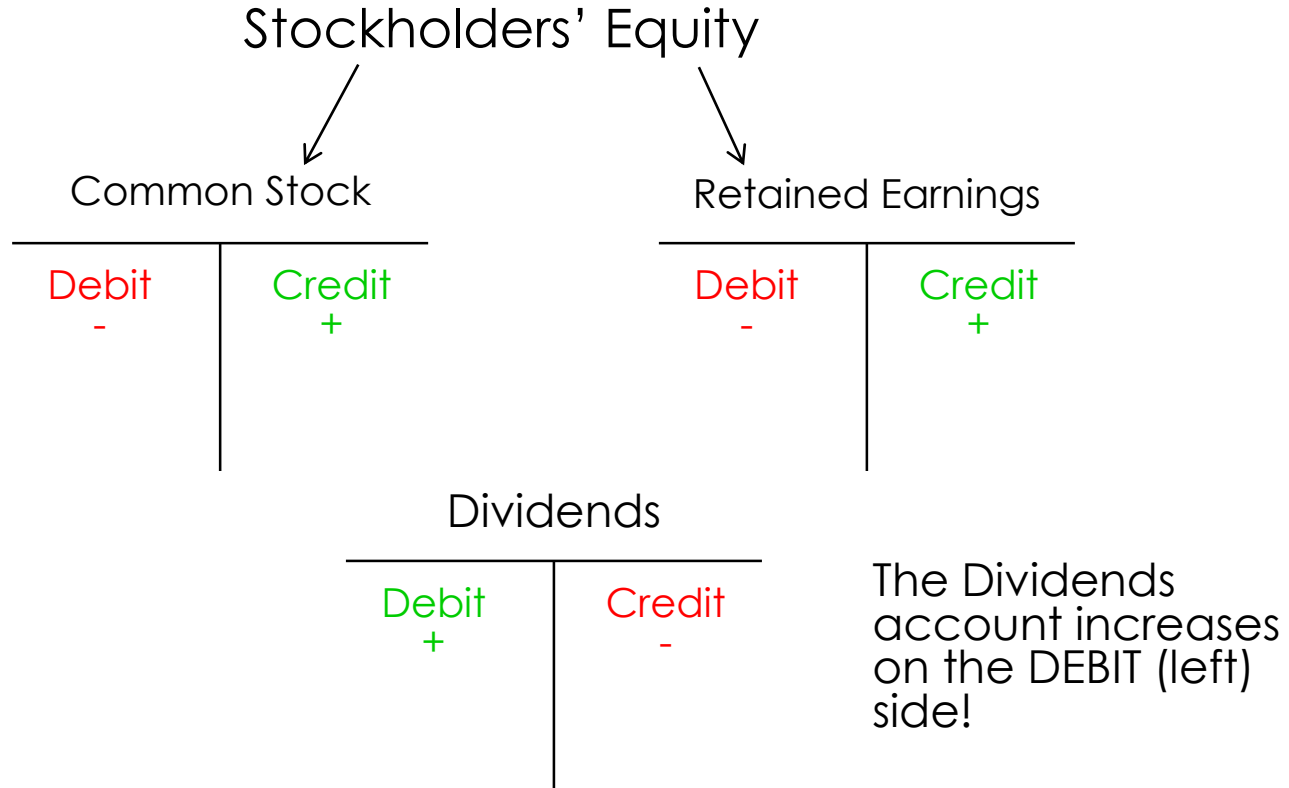 Stockholders’ Equity
Common Stock
Retained Earnings
Debit Credit
- +
Debit Credit
- +
Dividends
Debit Credit
+ -
The Dividends
account increases
on the DEBIT (left)
side!